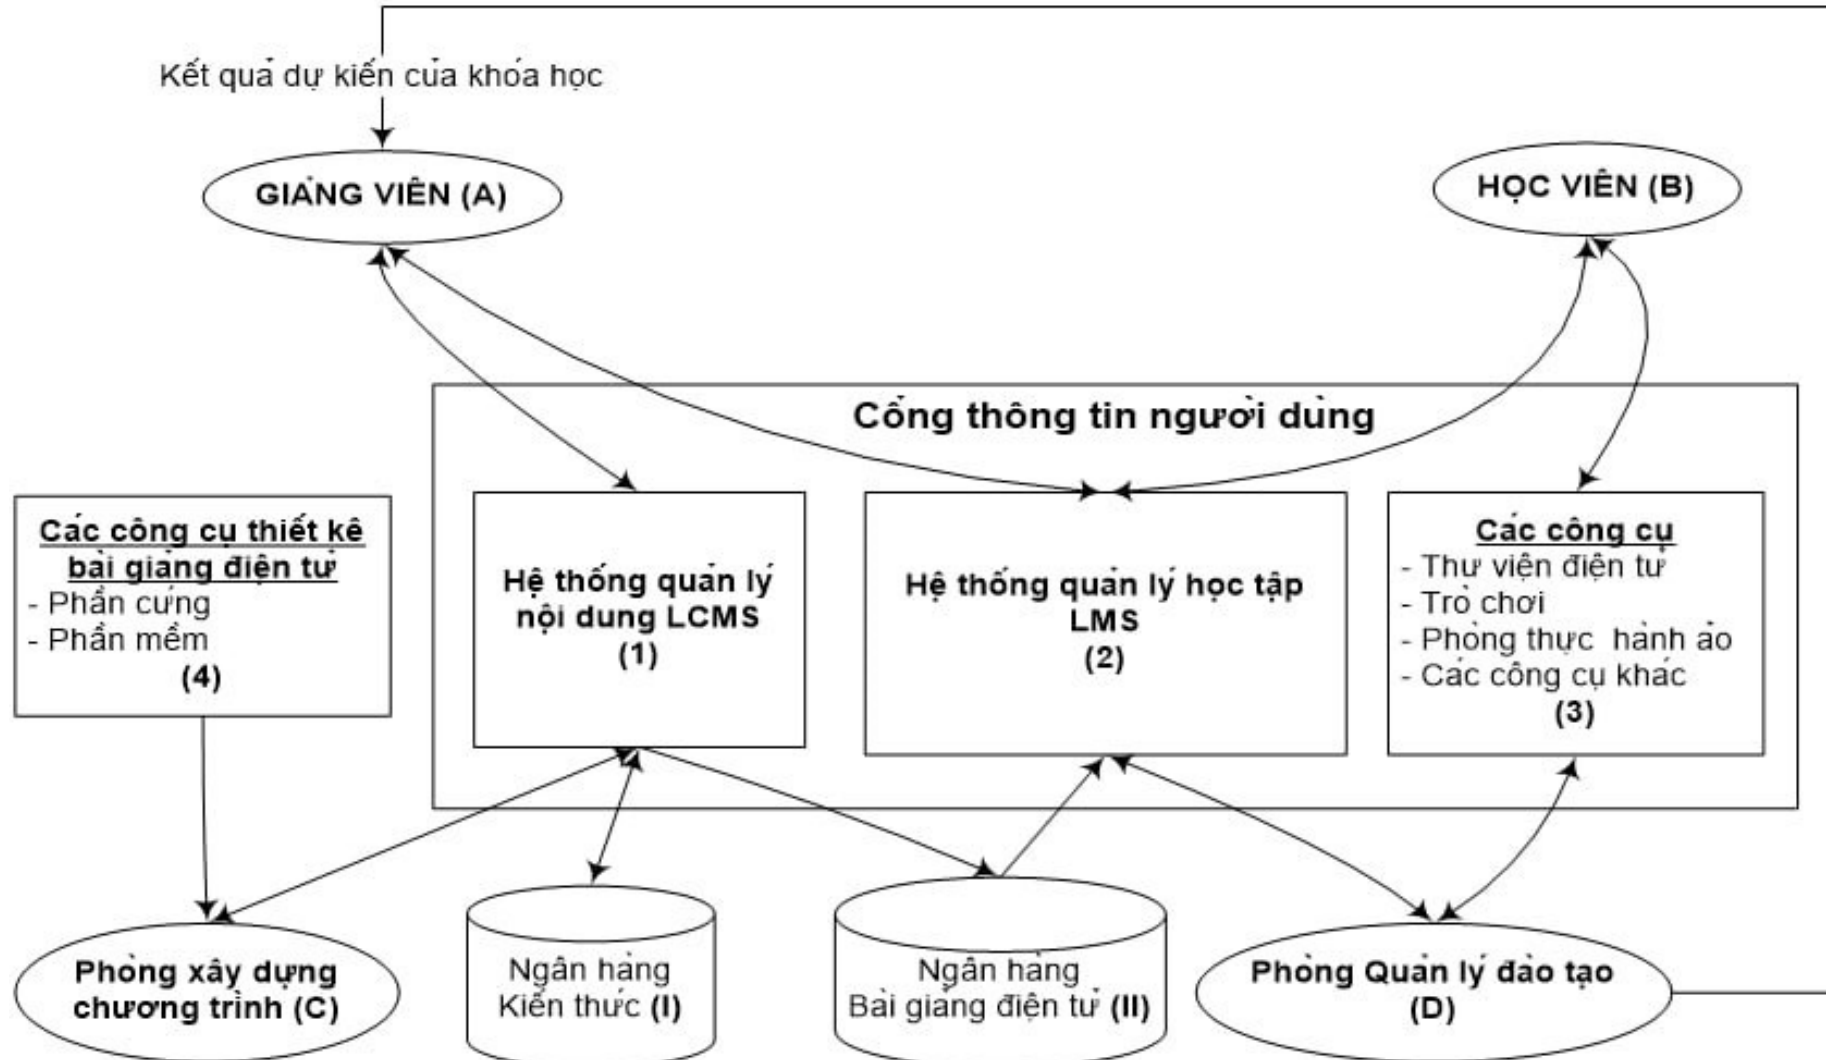 Kết quả dự kiến của khóa học
GIẢNG VIÊN (A)
HỌC VIÊN (B)
Cổng thông tin người dùng
Các công cụ thiết kê
bài giảng điện tử
- Phần cứng
- Phần mềm
(4)
Hệ thống quản lý
nội dung LCMS
(1)
Hệ thống quản lý học tập
LMS
(2)
Các công cụ
- Thư viện điện tử
- Trò chơi
- Phòng thực hành ảo
- Các công cụ khác
(3)
Phòng xây dựng
chương trình (C)
Ngân hàng
Kiến thức (I)
Ngân hàng
Bài giảng điện tử (II)
Phòng Quản lý đào tạo
(D)